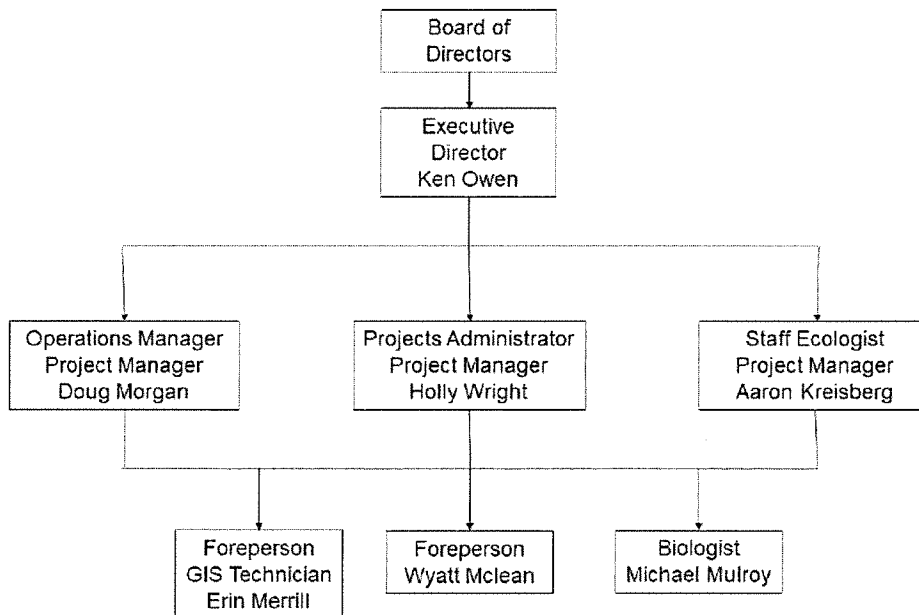 Board of
Directors
Executive
Director
Ken Owen
Operations Manager
Project Manager
Doug Morgan
Projects Administrator
Project Manager
Holly Wright
Staff Ecologist
Project Manager
Aaron Kreisberg
Foreperson
GIS Technician
Erin Merrill
Foreperson
Wyatt Mclean
Biologist
Michael Mulroy